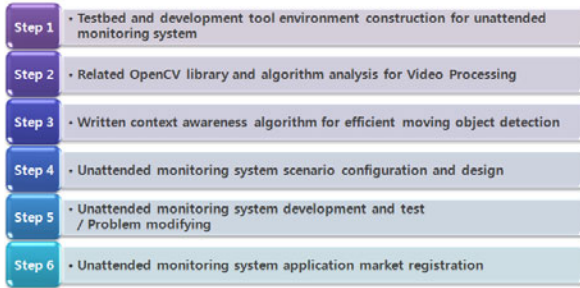 Step 1
• Testbed and development tool environment construction for unattended
monitoring system
Step 2
• Related OpenCV library and algorithm analysis for Video Processing
Step 3
• Written context awareness algorithm for efficient moving object detection
Step 4
• Unattended monitoring system scenario configuration and design
Step 5
• Unattended monitoring system development and test
/ Problem modifying
Step 6
• Unattended monitoring system application market registration